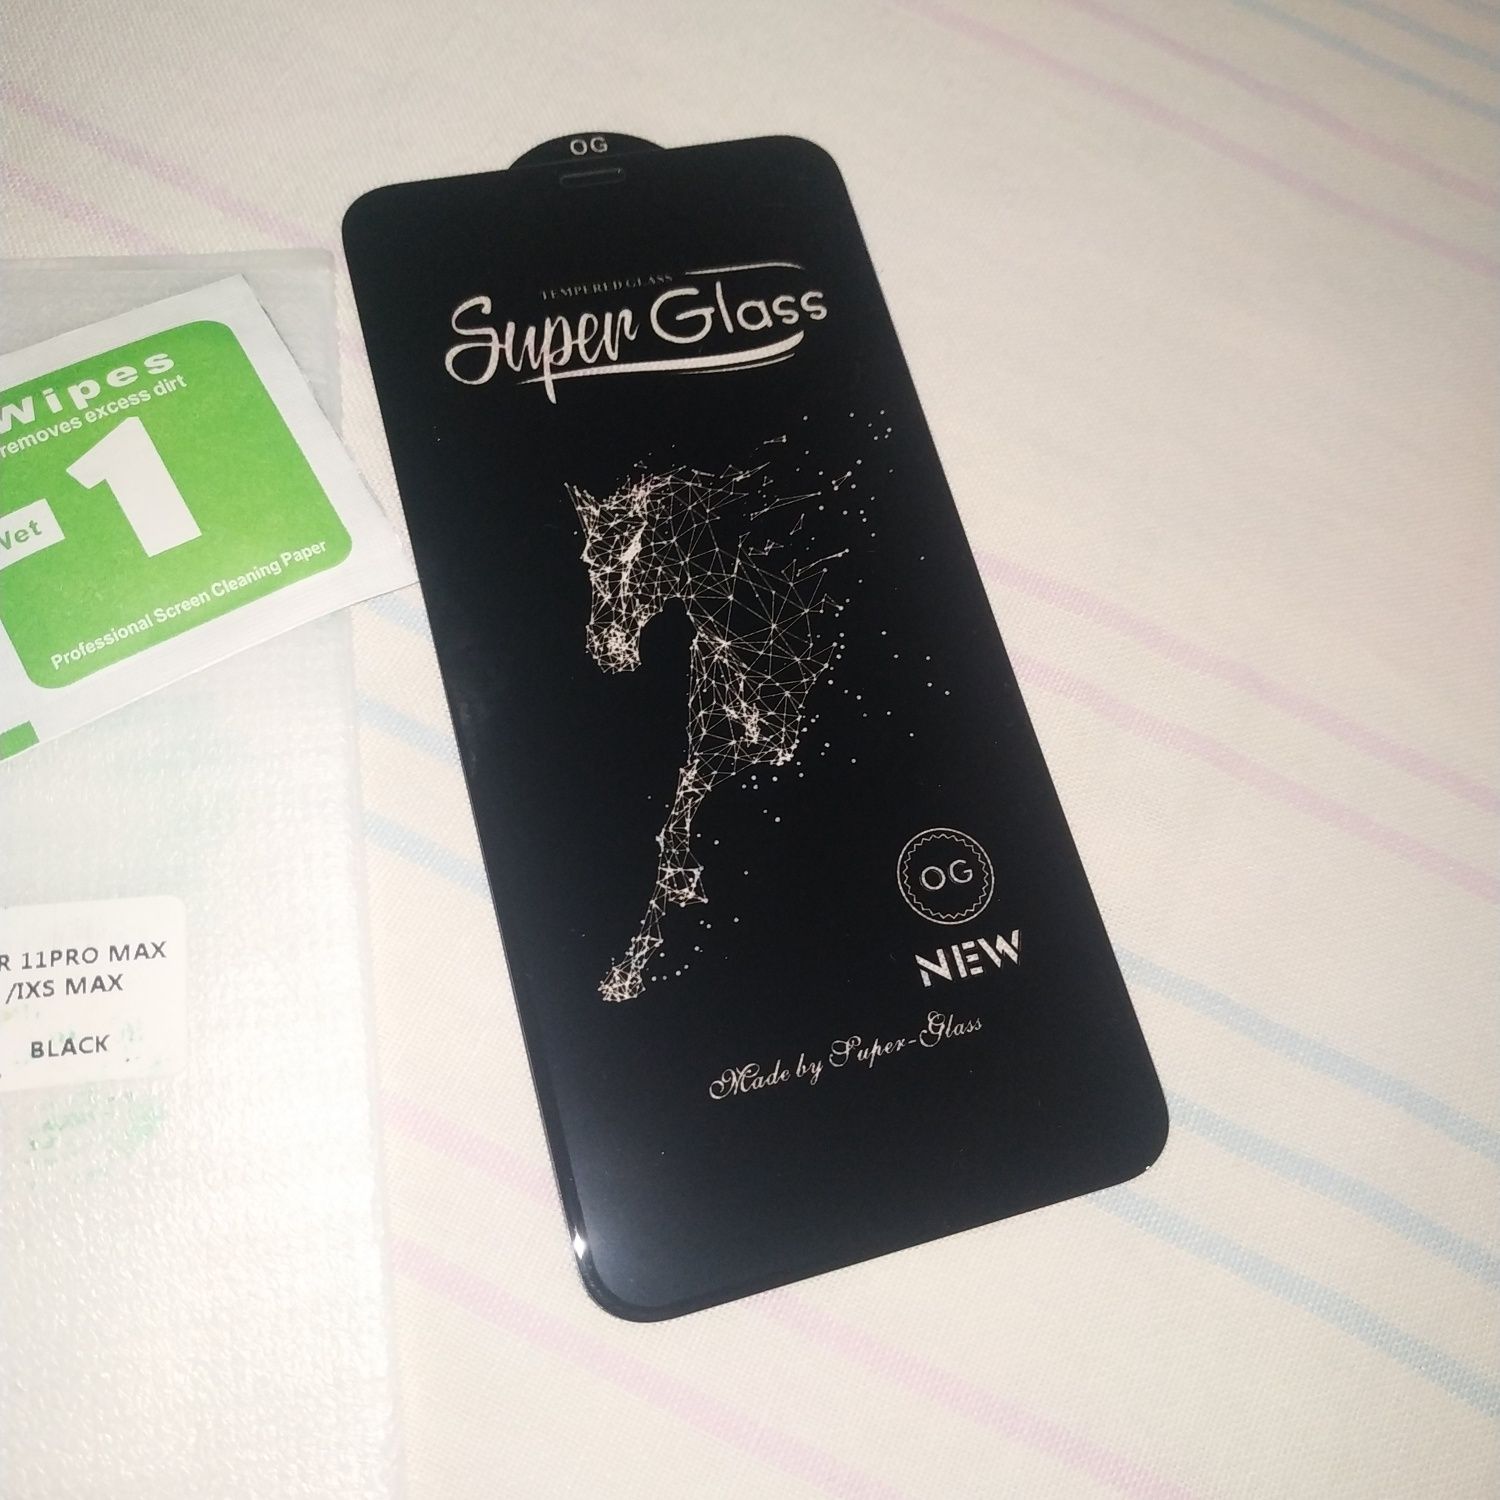 OG
TEMPERED GLASS
Super Glass
OG
NEW
Made by Super-Glass
Wipes
removes excess dirt
1
Wet
Professional Screen Cleaning Paper
R 11PRO MAX
/IXS MAX
BLACK